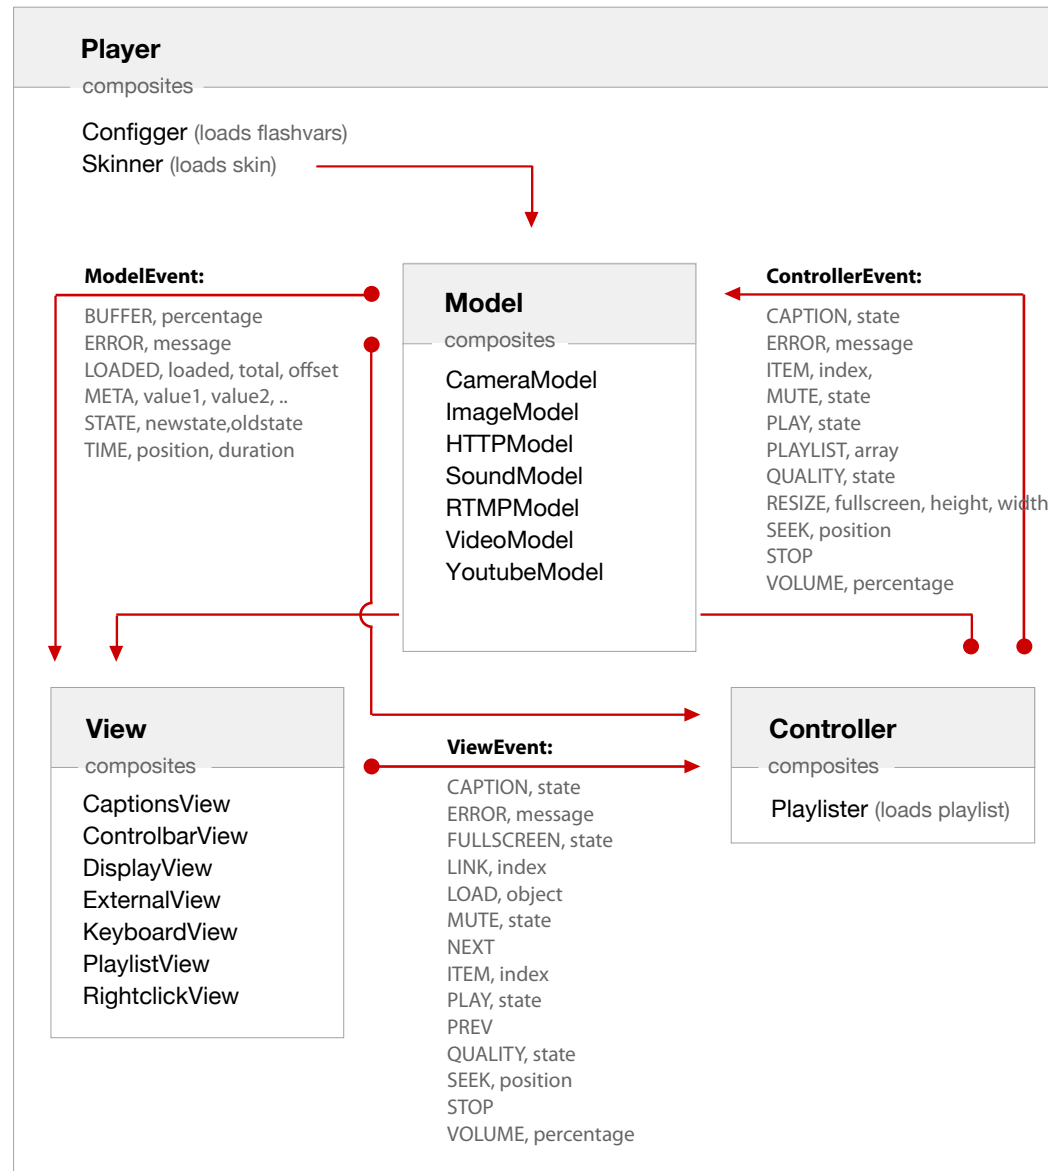 Player
composites
Configger (loads flashvars)
Skinner (loads skin)
ModelEvent:
BUFFER, percentage
ERROR, message
LOADED, loaded, total, offset
META, value1, value2, ..
STATE, newstate,oldstate
TIME, position, duration
Model
composites
CameraModel
ImageModel
HTTPModel
SoundModel
RTMPModel
VideoModel
YoutubeModel
ControllerEvent:
CAPTION, state
ERROR, message
ITEM, index,
MUTE, state
PLAY, state
PLAYLIST, array
QUALITY, state
RESIZE, fullscreen, height, width
SEEK, position
STOP
VOLUME, percentage
View
composites
CaptionsView
ControlbarView
DisplayView
ExternalView
KeyboardView
PlaylistView
RightclickView
ViewEvent:
CAPTION, state
ERROR, message
FULLSCREEN, state
LINK, index
LOAD, object
MUTE, state
NEXT
ITEM, index
PLAY, state
PREV
QUALITY, state
SEEK, position
STOP
VOLUME, percentage
Controller
composites
Playlister (loads playlist)